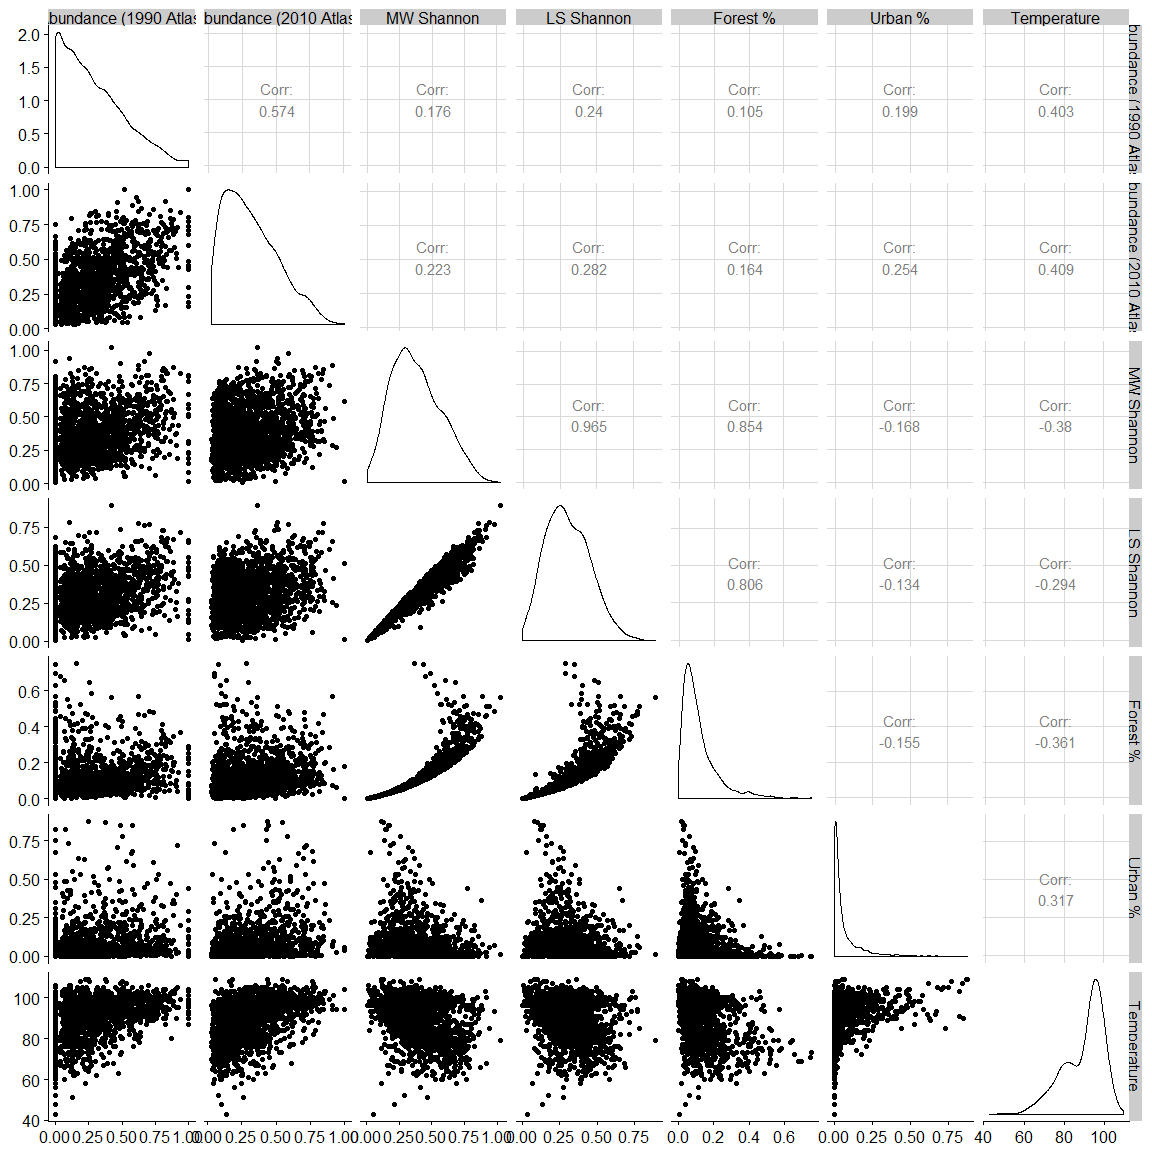 bundance (1990 Atlas
bundance (2010 Atlas
MW Shannon
LS Shannon
Forest %
Urban %
Temperature
2.0
1.5
1.0
0.5
0.0
Corr:
0.574
Corr:
0.176
Corr:
0.24
Corr:
0.105
Corr:
0.199
Corr:
0.403
bundance (1990 Atlas
1.00
0.75
0.50
0.25
0.00
Corr:
0.223
Corr:
0.282
Corr:
0.164
Corr:
0.254
Corr:
0.409
bundance (2010 Atlas
1.00
0.75
0.50
0.25
0.00
Corr:
0.965
Corr:
0.854
Corr:
-0.168
Corr:
-0.38
MW Shannon
0.75
0.50
0.25
0.00
Corr:
0.806
Corr:
-0.134
Corr:
-0.294
LS Shannon
0.6
0.4
0.2
0.0
Corr:
-0.155
Corr:
-0.361
Forest %
0.75
0.50
0.25
0.00
Corr:
0.317
Urban %
100
80
60
40
Temperature
0.00 0.25 0.50 0.75 1.00
0.00 0.25 0.50 0.75 1.00
0.00 0.25 0.50 0.75 1.00
0.00 0.25 0.50 0.75
0.0 0.2 0.4 0.6
0.00 0.25 0.50 0.75
40 60 80 100